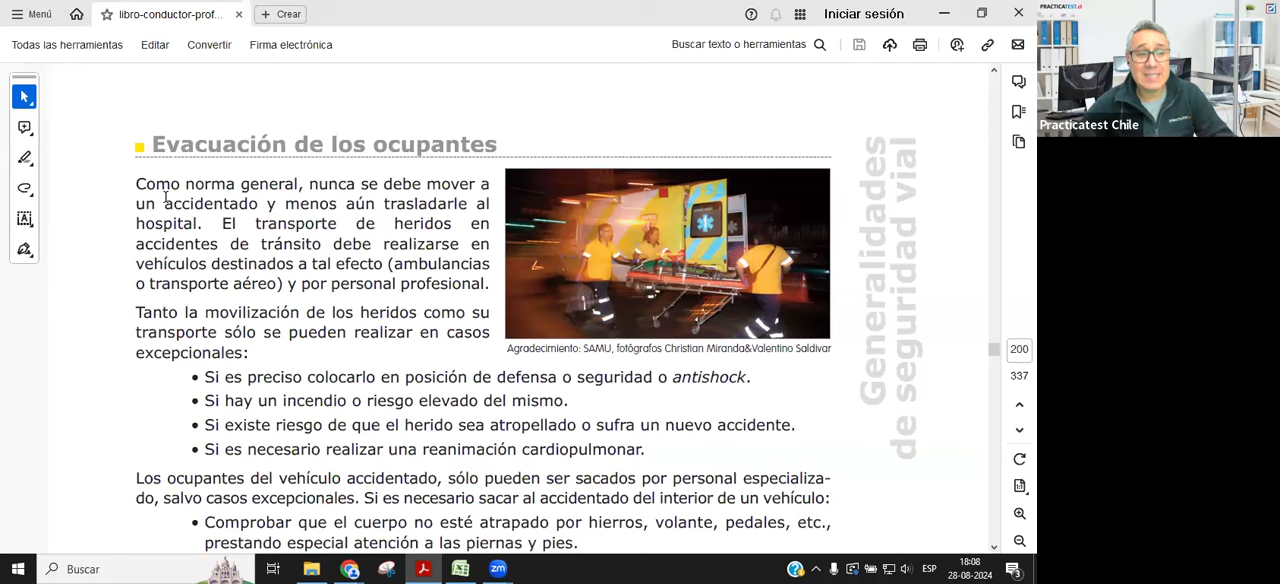 Menú
libro-conductor-prof...
Crear
Iniciar sesión
Todas las herramientas
Editar
Convertir
Firma electrónica
Buscar texto o herramientas
PRACTICATEST.cl
Practicatest Chile
Evacuación de los ocupantes
Como norma general, nunca se debe mover a
un accidentado y menos aún trasladarle al
hospital. El transporte de heridos en
accidentes de tránsito debe realizarse en
vehículos destinados a tal efecto (ambulancias
o transporte aéreo) y por personal profesional.
Tanto la movilización de los heridos como su
transporte sólo se pueden realizar en casos
excepcionales:
Agradecimiento: SAMU, fotógrafos Christian Miranda&Valentino Saldivar
• Si es preciso colocarlo en posición de defensa o seguridad o antishock.
• Si hay un incendio o riesgo elevado del mismo.
• Si existe riesgo de que el herido sea atropellado o sufra un nuevo accidente.
• Si es necesario realizar una reanimación cardiopulmonar.
Los ocupantes del vehículo accidentado, sólo pueden ser sacados por personal especializa-
do, salvo casos excepcionales. Si es necesario sacar al accidentado del interior de un vehículo:
• Comprobar que el cuerpo no esté atrapado por hierros, volante, pedales, etc.,
prestando especial atención a las piernas y pies.
Generalidades
de seguridad vial
200
337
Buscar
zm
ESP
18:08
28-08-2024
3